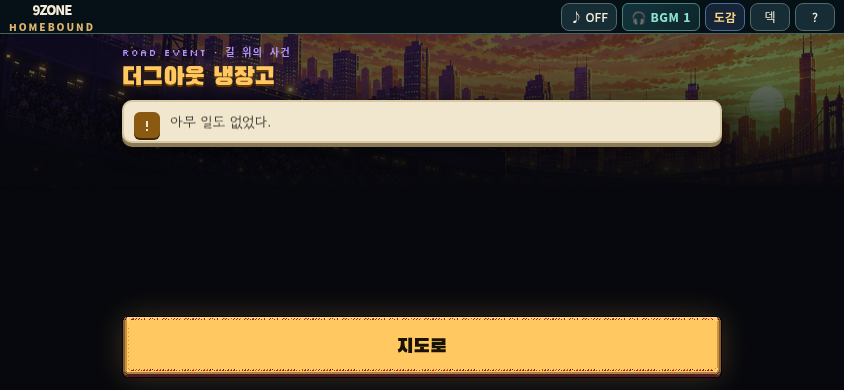 9ZONE
HOMEBOUND
♪ OFF
🎧 BGM 1
도감
덱
?
ROAD EVENT · 길 위의 사건
더그아웃 냉장고
! 아무 일도 없었다.
지도로